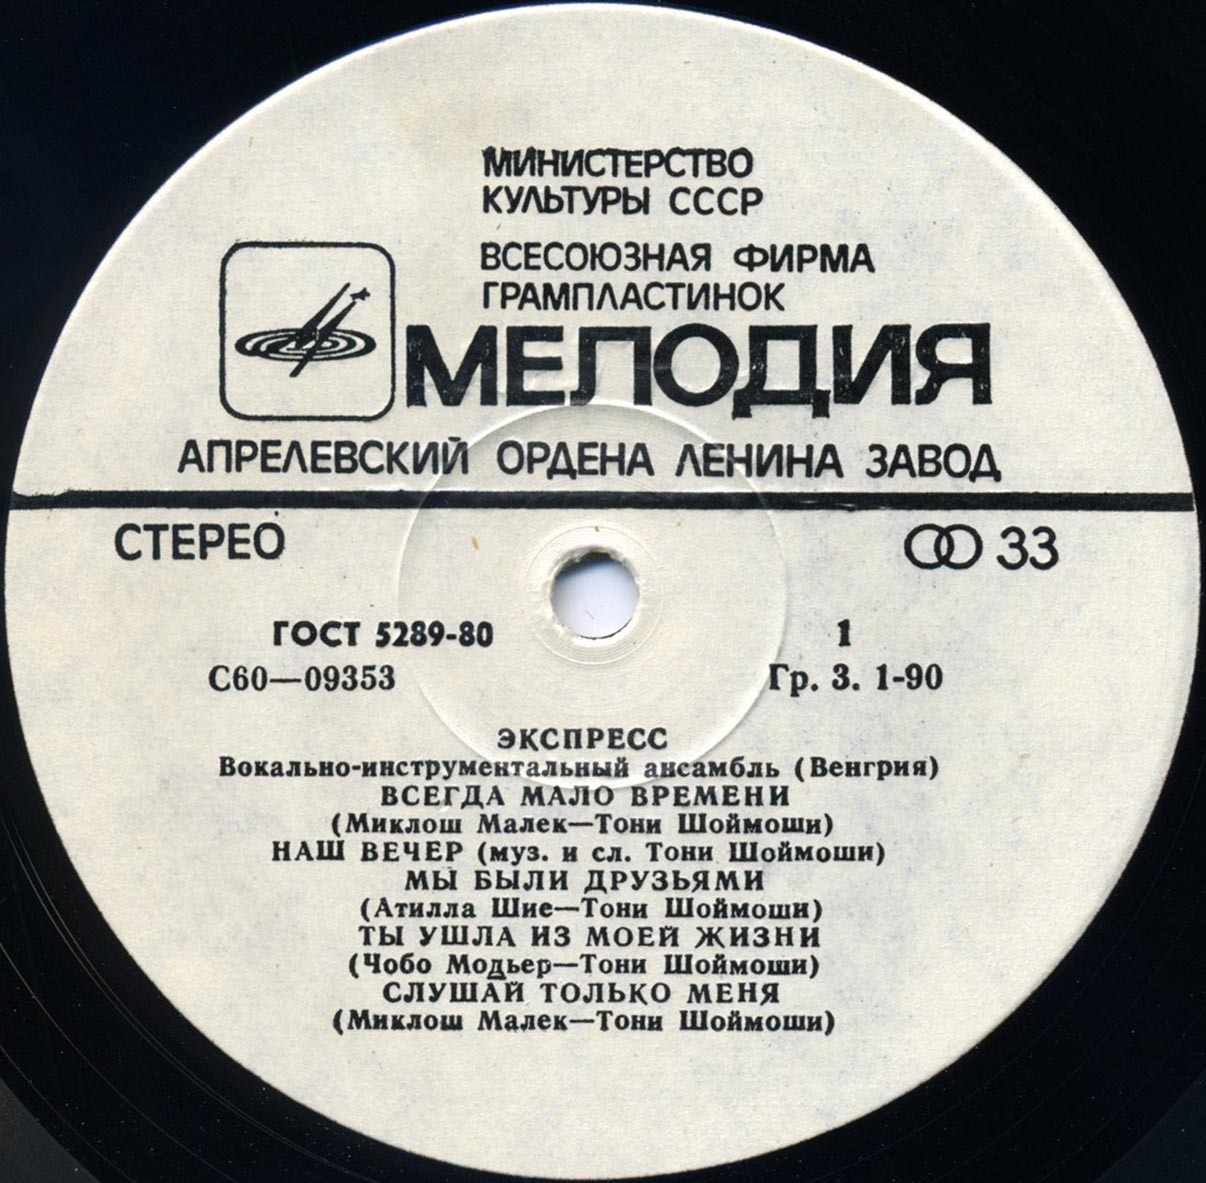 МИНИСТЕРСТВО
КУЛЬТУРЫ СССР
ВСЕСОЮЗНАЯ ФИРМА
ГРАМПЛАСТИНОК
МЕЛОДИЯ
АПРЕЛЕВСКИЙ ОРДЕНА ЛЕНИНА ЗАВОД
СТЕРЕО 33
ГОСТ 5289-80 1
С60—09353 Гр. 3. 1-90
ЭКСПРЕСС
Вокально-инструментальный ансамбль (Венгрия)
ВСЕГДА МАЛО ВРЕМЕНИ
(Миклош Малек—Тони Шоймоши)
НАШ ВЕЧЕР (муз. и сл. Тони Шоймоши)
МЫ БЫЛИ ДРУЗЬЯМИ
(Атилла Шие—Тони Шоймоши)
ТЫ УШЛА ИЗ МОЕЙ ЖИЗНИ
(Чобо Модьер—Тони Шоймоши)
СЛУШАЙ ТОЛЬКО МЕНЯ
(Миклош Малек—Тони Шоймоши)